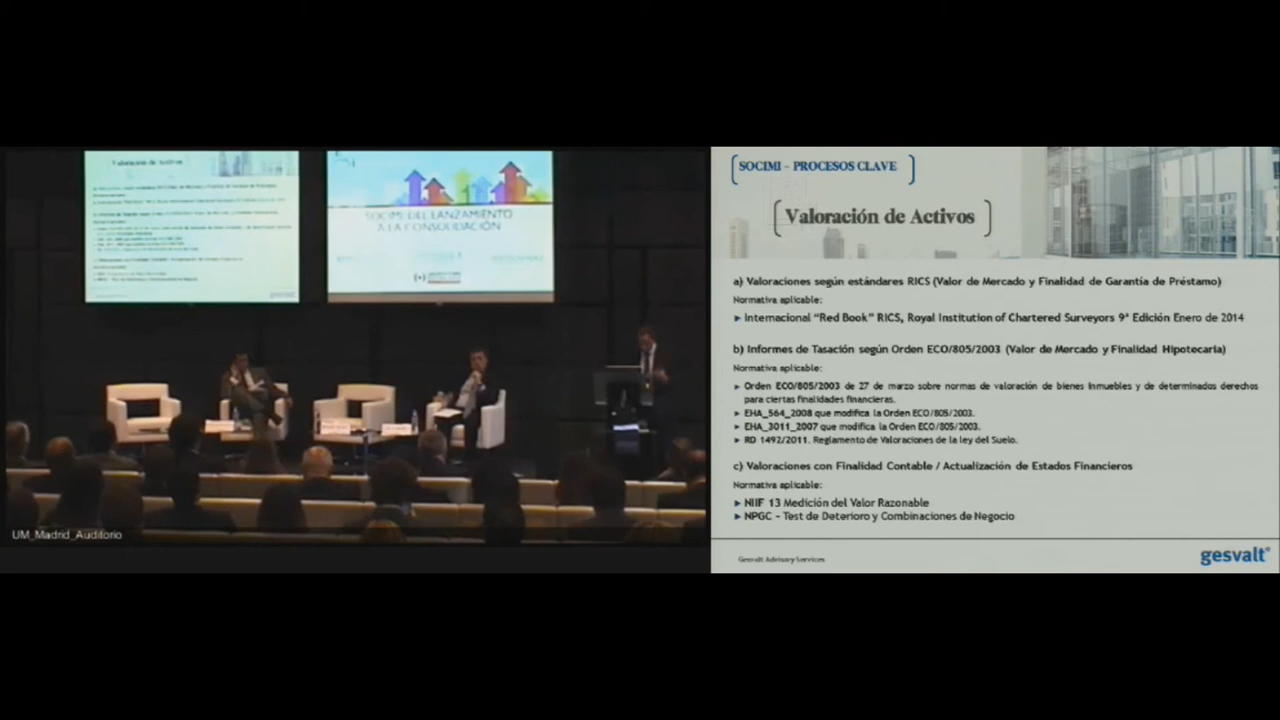 Valoración de Activos
SOCIMI: DEL LANZAMIENTO
A LA CONSOLIDACIÓN
UM_Madrid_Auditorio
SOCIMI – PROCESOS CLAVE
Valoración de Activos
a) Valoraciones según estándares RICS (Valor de Mercado y Finalidad de Garantía de Préstamo)
Normativa aplicable:
► Internacional “Red Book” RICS, Royal Institution of Chartered Surveyors 9ª Edición Enero de 2014
b) Informes de Tasación según Orden ECO/805/2003 (Valor de Mercado y Finalidad Hipotecaria)
Normativa aplicable:
► Orden ECO/805/2003 de 27 de marzo sobre normas de valoración de bienes inmuebles y de determinados derechos
para ciertas finalidades financieras.
► EHA_564_2008 que modifica la Orden ECO/805/2003.
► EHA_3011_2007 que modifica la Orden ECO/805/2003.
► RD 1492/2011. Reglamento de Valoraciones de la ley del Suelo.
c) Valoraciones con Finalidad Contable / Actualización de Estados Financieros
Normativa aplicable:
► NIIF 13 Medición del Valor Razonable
► NPGC – Test de Deterioro y Combinaciones de Negocio
Gesvalt Advisory Services
gesvalt®